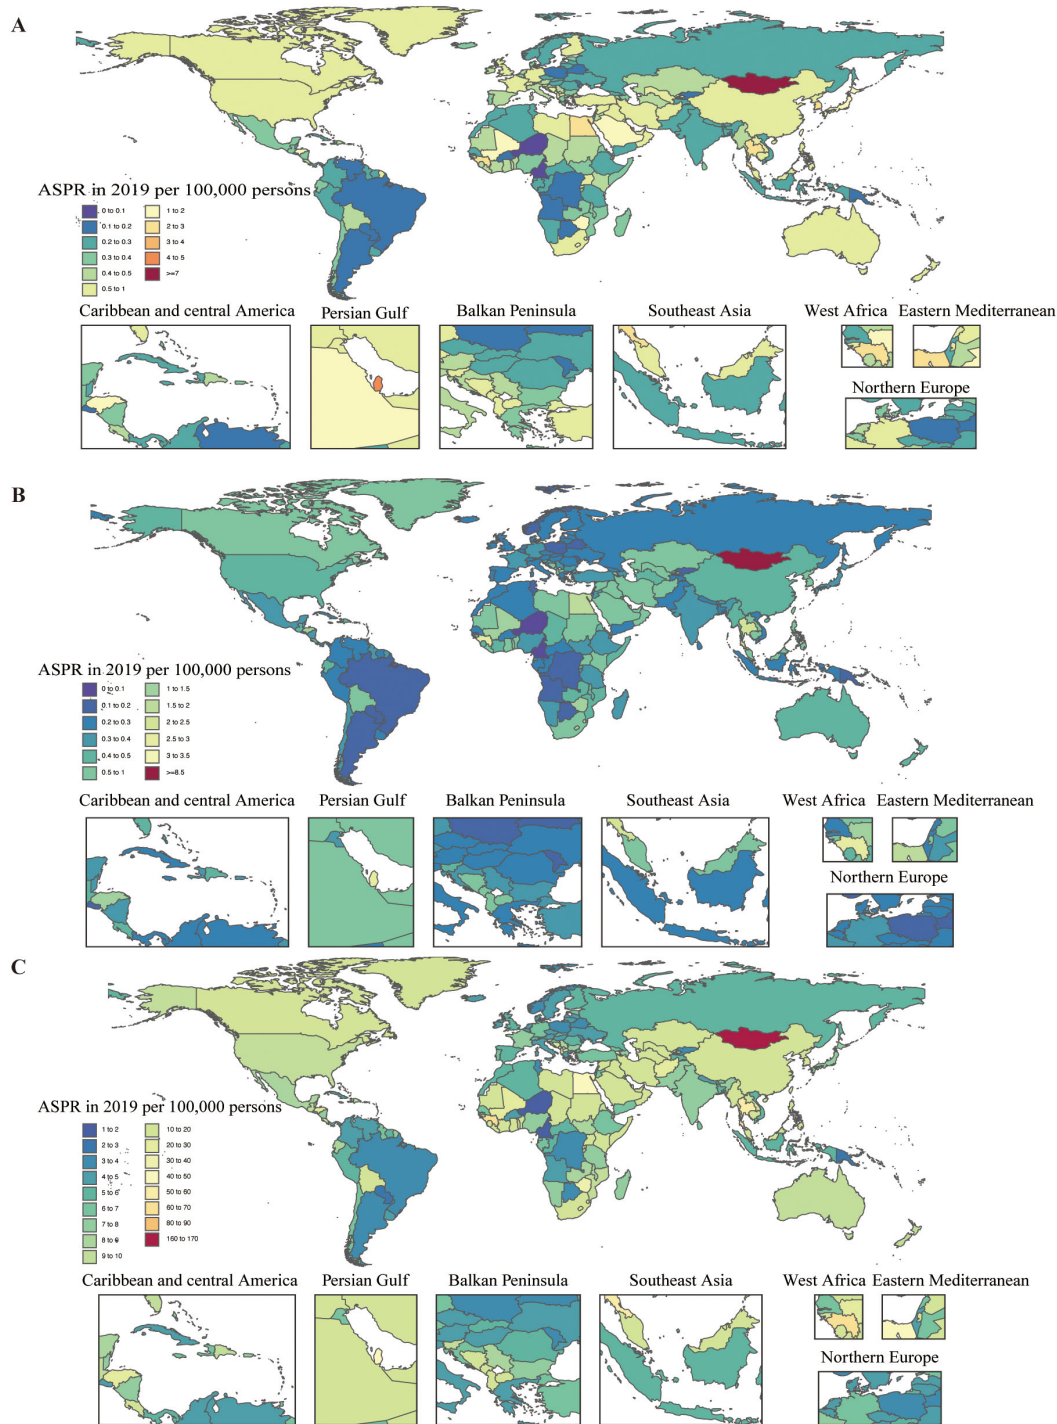 A
ASPR in 2019 per 100,000 persons
0 to 0.1
0.1 to 0.2
0.2 to 0.3
0.3 to 0.4
0.4 to 0.5
0.5 to 1
1 to 2
2 to 3
3 to 4
4 to 5
>=7
Caribbean and central America
Persian Gulf
Balkan Peninsula
Southeast Asia
West Africa
Eastern Mediterranean
Northern Europe
B
ASPR in 2019 per 100,000 persons
0 to 0.1
0.1 to 0.2
0.2 to 0.3
0.3 to 0.4
0.4 to 0.5
0.5 to 1
1 to 1.5
1.5 to 2
2 to 2.5
2.5 to 3
3 to 3.5
>=8.5
Caribbean and central America
Persian Gulf
Balkan Peninsula
Southeast Asia
West Africa
Eastern Mediterranean
Northern Europe
C
ASPR in 2019 per 100,000 persons
1 to 2
2 to 3
3 to 4
4 to 5
5 to 6
6 to 7
7 to 8
8 to 9
9 to 10
10 to 20
20 to 30
30 to 40
40 to 50
50 to 60
60 to 70
80 to 90
160 to 170
Caribbean and central America
Persian Gulf
Balkan Peninsula
Southeast Asia
West Africa
Eastern Mediterranean
Northern Europe